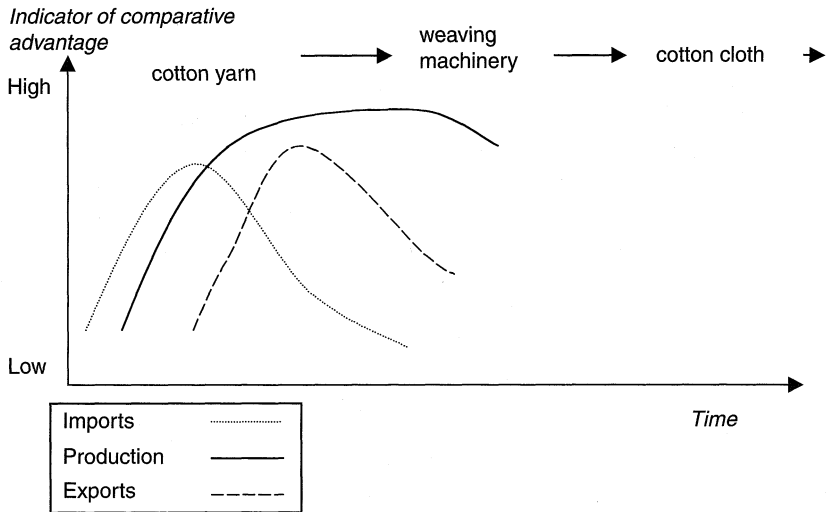 Indicator of comparative
advantage
weaving
machinery
cotton cloth
cotton yarn
High
Low
Time
Imports
Production
Exports